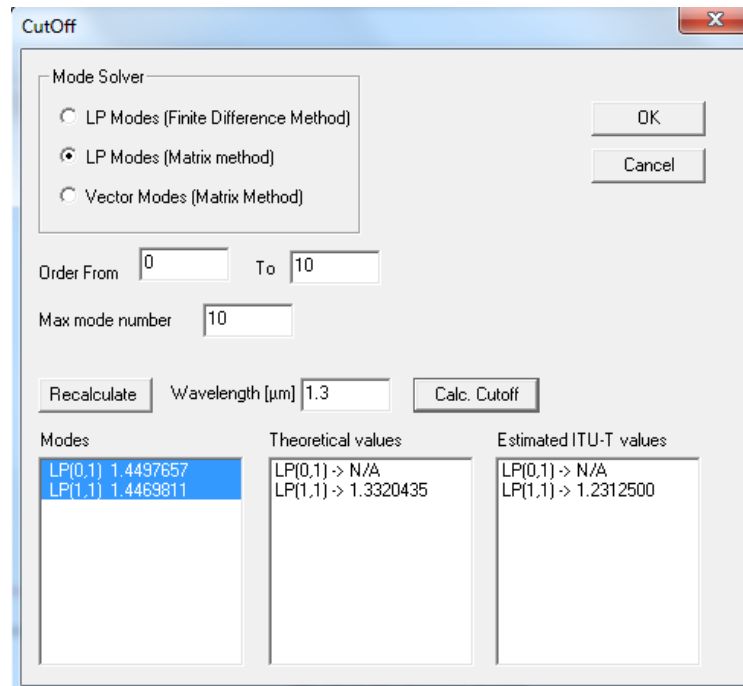 CutOff
Mode Solver
LP Modes (Finite Difference Method)
LP Modes (Matrix method)
Vector Modes (Matrix Method)
OK
Cancel
Order From 0 To 10
Max mode number 10
Recalculate Wavelength [µm] 1.3 Calc. Cutoff
Modes
LP(0,1) 1.4497657
LP(1,1) 1.4469811
Theoretical values
LP(0,1) -> N/A
LP(1,1) -> 1.3320435
Estimated ITU-T values
LP(0,1) -> N/A
LP(1,1) -> 1.2312500